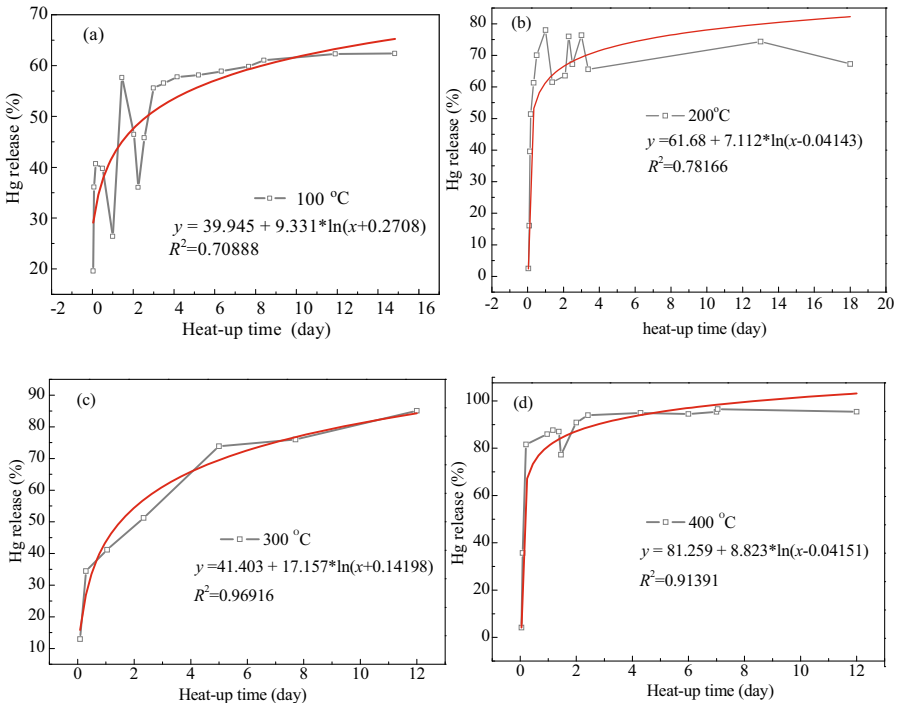 (a)
Hg release (%)
100
90
80
70
60
50
40
30
20
100 °C
y = 39.945 + 9.331*ln(x+0.2708)
R²=0.70888
-2 0 2 4 6 8 10 12 14 16
Heat-up time (day)
(b)
Hg release (%)
80
70
60
50
40
30
20
10
0
200°C
y =61.68 + 7.112*ln(x-0.04143)
R²=0.78166
-2 0 2 4 6 8 10 12 14 16 18 20
heat-up time (day)
(c)
Hg release (%)
90
80
70
60
50
40
30
20
10
300 °C
y =41.403 + 17.157*ln(x+0.14198)
R²=0.96916
0 2 4 6 8 10 12
Heat-up time (day)
(d)
Hg release (%)
100
80
60
40
20
0
400 °C
y = 81.259 + 8.823*ln(x-0.04151)
R²=0.91391
0 2 4 6 8 10 12
Heat-up time (day)